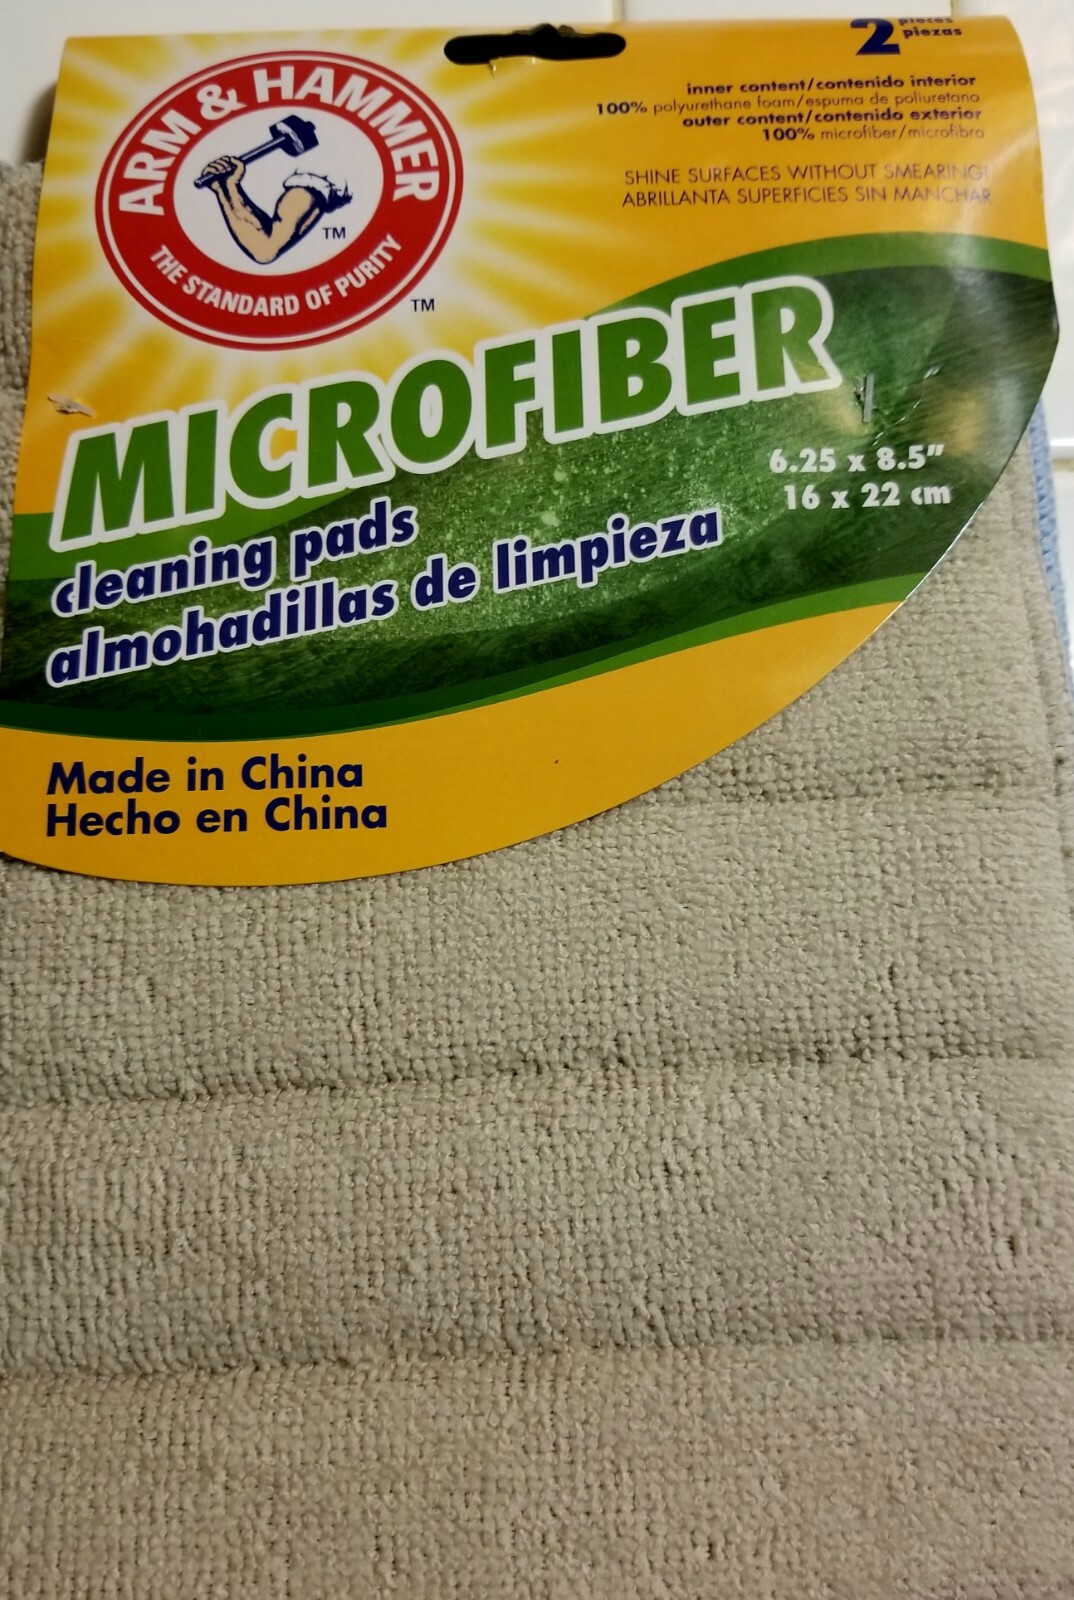 ARM & HAMMER
THE STANDARD OF PURITY
TM
TM
2 pieces
piezas
inner content/contenido interior
100% polyurethane foam/espuma de poliuretano
outer content/contenido exterior
100% microfiber/microfibra
SHINE SURFACES WITHOUT SMEARING!
ABRILLANTA SUPERFICIES SIN MANCHAR
MICROFIBER
cleaning pads
almohadillas de limpieza
6.25 x 8.5"
16 x 22 cm
Made in China
Hecho en China